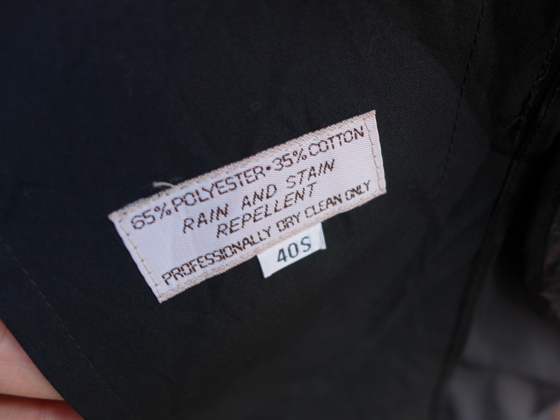 65% POLYESTER • 35% COTTON
RAIN AND STAIN
REPELLENT
PROFESSIONALLY DRY CLEAN ONLY
40S